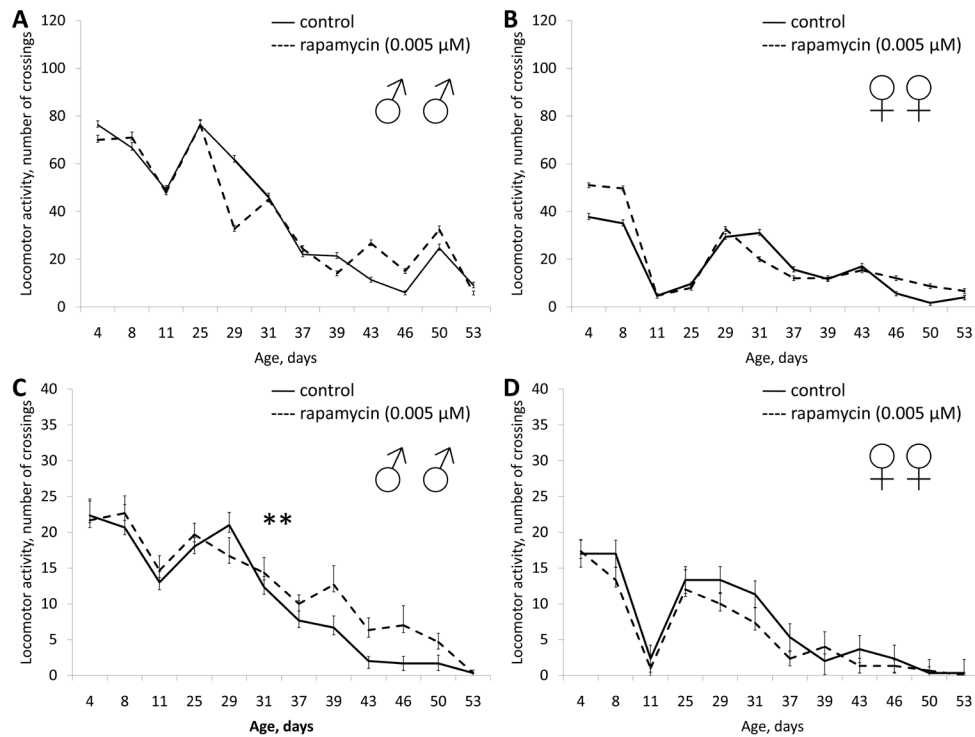 A
Locomotor activity, number of crossings
120
100
80
60
40
20
0
control
rapamycin (0.005 µM)
4 8 11 25 29 31 37 39 43 46 50 53
Age, days
B
Locomotor activity, number of crossings
120
100
80
60
40
20
0
control
rapamycin (0.005 µM)
4 8 11 25 29 31 37 39 43 46 50 53
Age, days
C
Locomotor activity, number of crossings
40
35
30
25
20
15
10
5
0
control
rapamycin (0.005 µM)
**
4 8 11 25 29 31 37 39 43 46 50 53
Age, days
D
Locomotor activity, number of crossings
40
35
30
25
20
15
10
5
0
control
rapamycin (0.005 µM)
4 8 11 25 29 31 37 39 43 46 50 53
Age, days